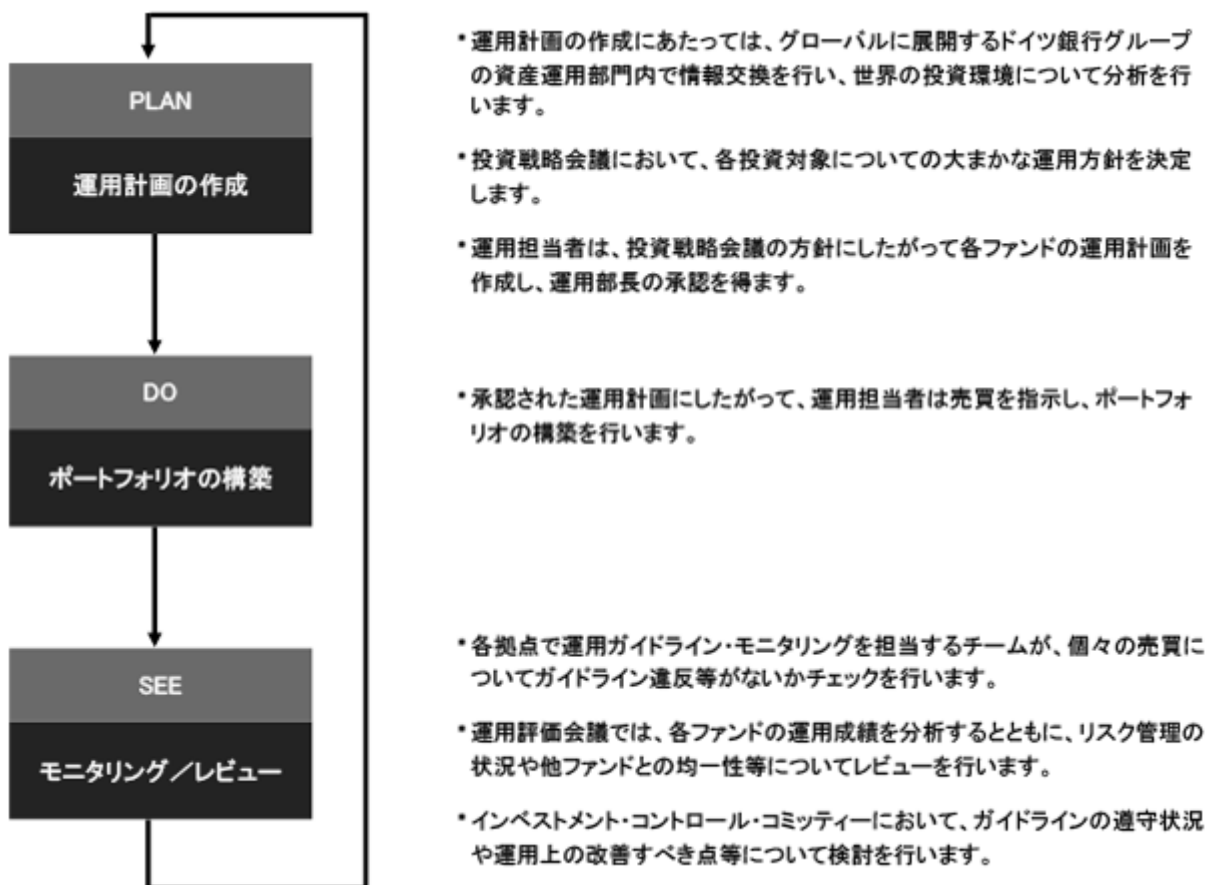 PLAN
運用計画の作成
*運用計画の作成にあたっては、グローバルに展開するドイツ銀行グループ
の資産運用部門内で情報交換を行い、世界の投資環境について分析を行
います。
*投資戦略会議において、各投資対象についての大まかな運用方針を決定
します。
*運用担当者は、投資戦略会議の方針にしたがって各ファンドの運用計画を
作成し、運用部長の承認を得ます。
DO
ポートフォリオの構築
*承認された運用計画にしたがって、運用担当者は売買を指示し、ポートフォ
リオの構築を行います。
SEE
モニタリング／レビュー
*各拠点で運用ガイドライン・モニタリングを担当するチームが、個々の売買に
ついてガイドライン違反等がないかチェックを行います。
*運用評価会議では、各ファンドの運用成績を分析するとともに、リスク管理の
状況や他ファンドとの均一性等についてレビューを行います。
*インベストメント・コントロール・コミッティーにおいて、ガイドラインの遵守状況
や運用上の改善すべき点等について検討を行います。